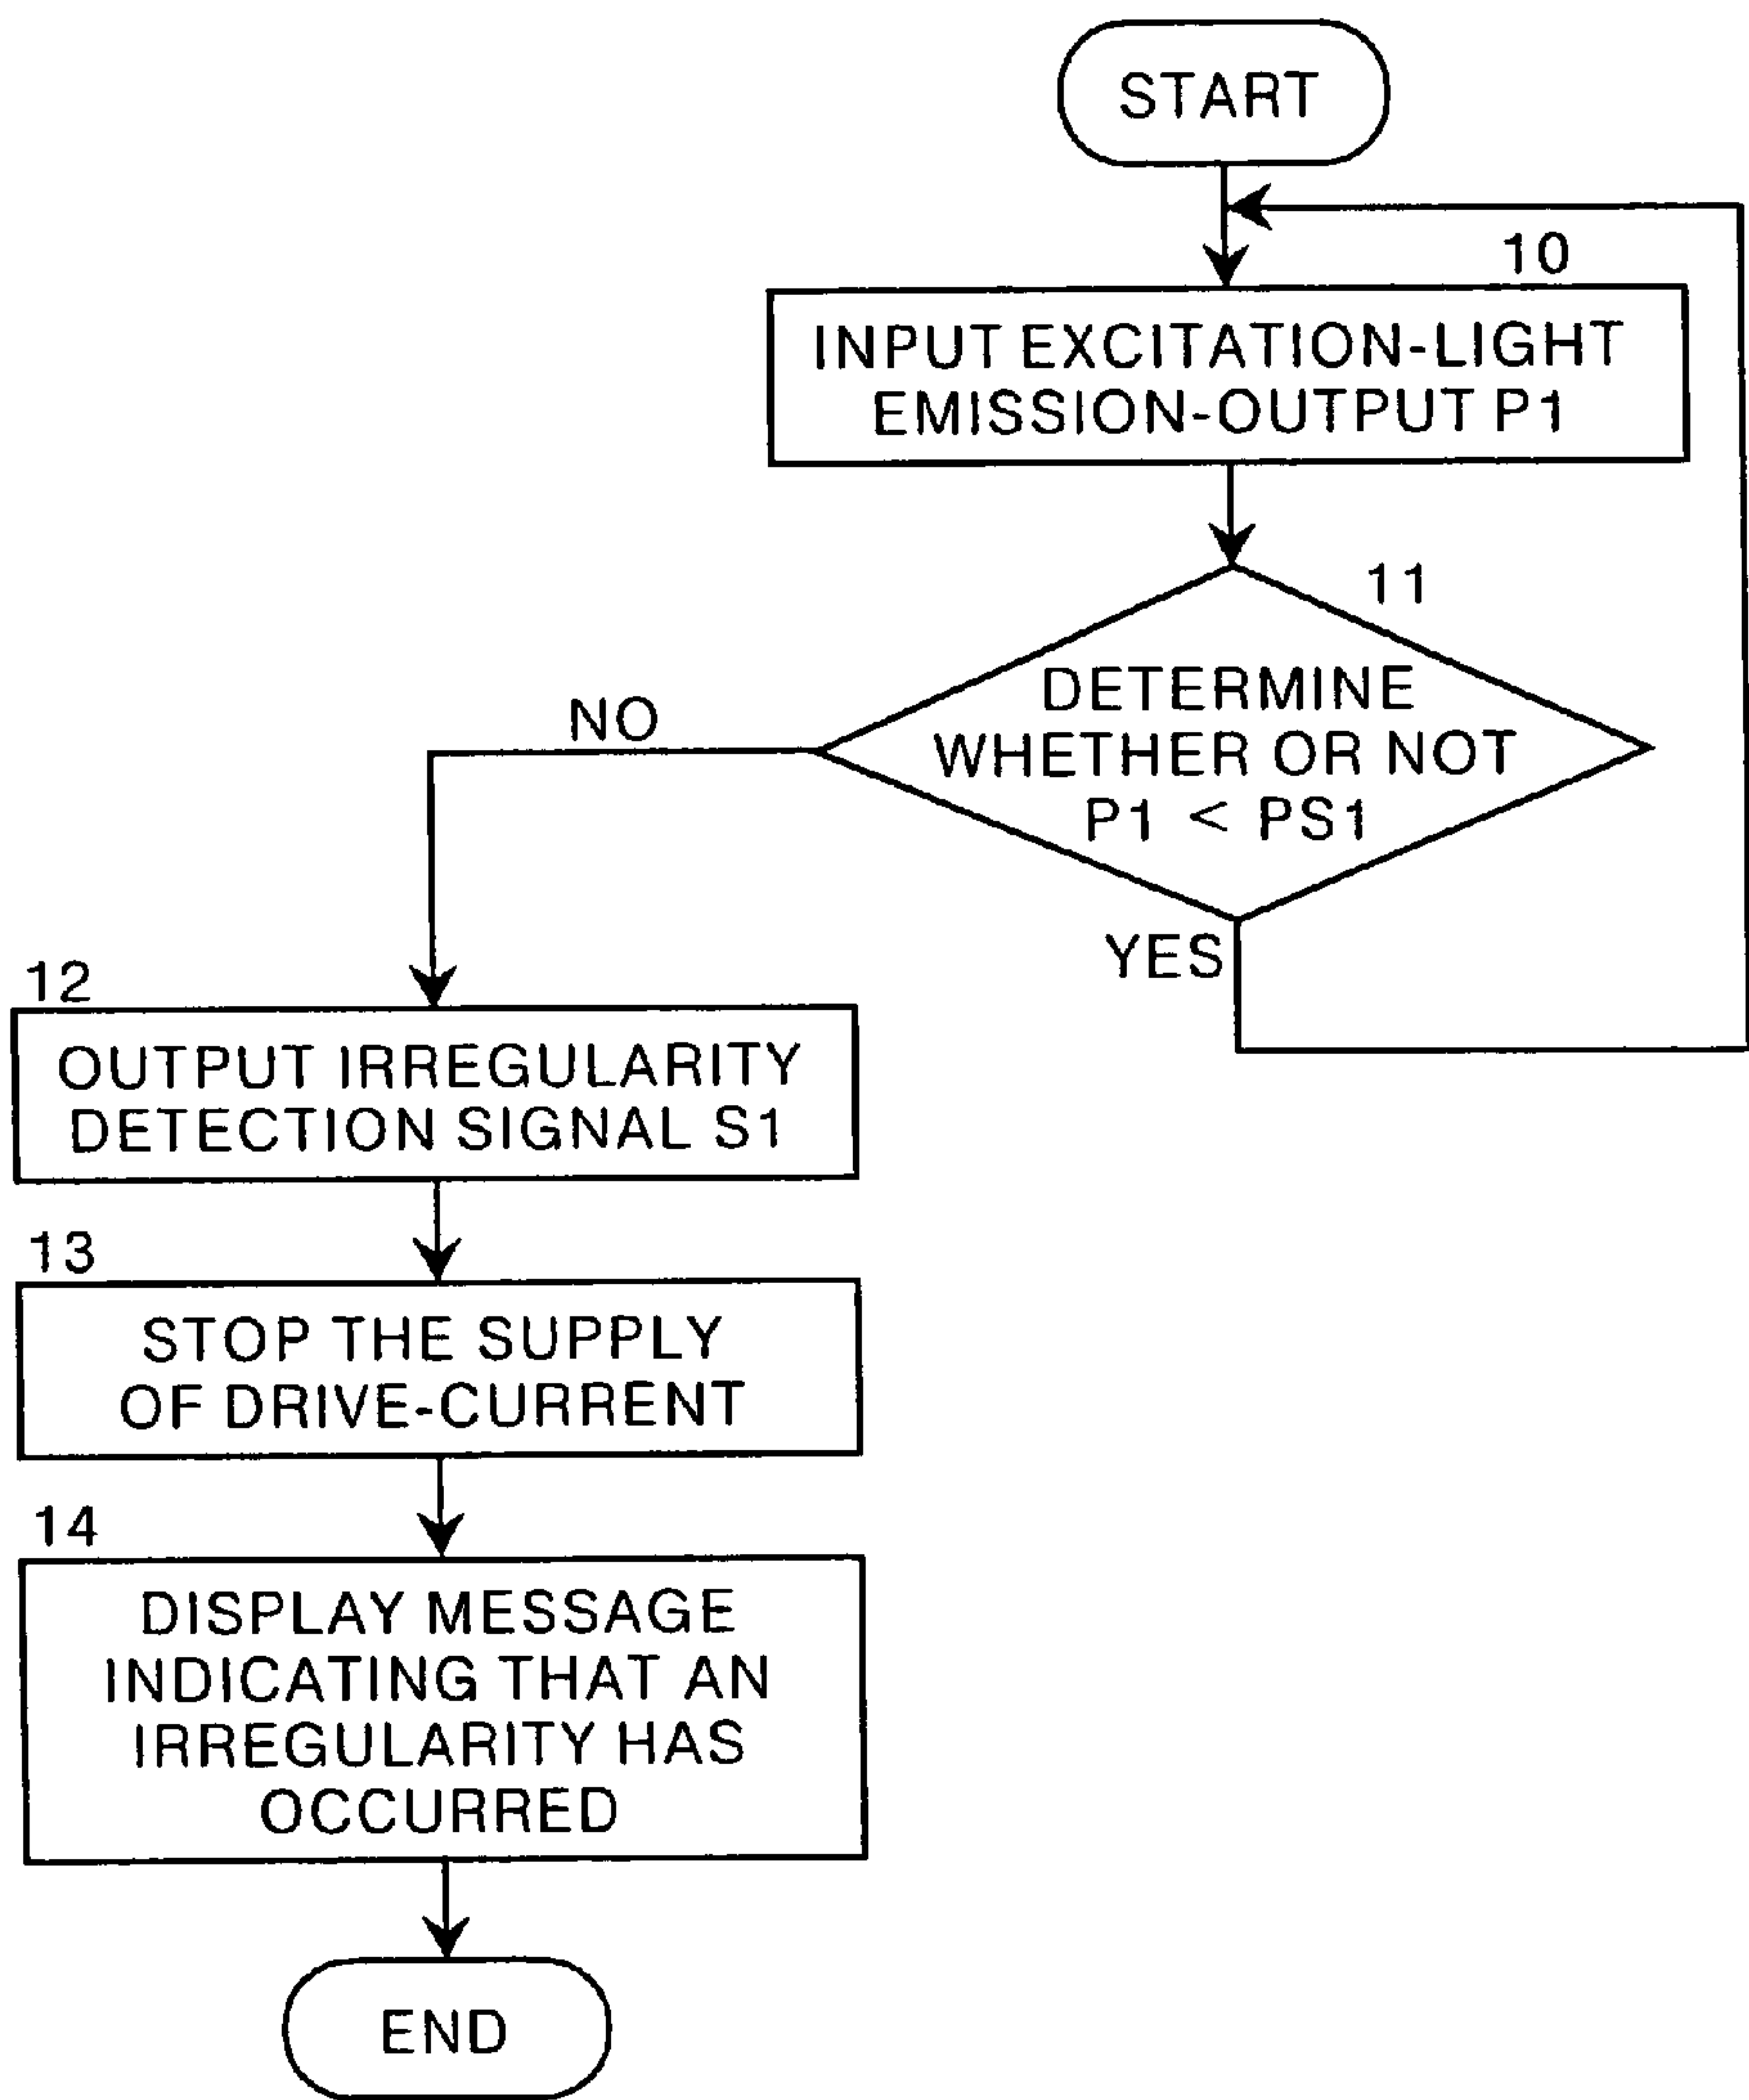 START
10
INPUT EXCITATION-LIGHT
EMISSION-OUTPUT P1
11
DETERMINE
WHETHER OR NOT
P1 < PS1
NO
YES
12
OUTPUT IRREGULARITY
DETECTION SIGNAL S1
13
STOP THE SUPPLY
OF DRIVE-CURRENT
14
DISPLAY MESSAGE
INDICATING THAT AN
IRREGULARITY HAS
OCCURRED
END